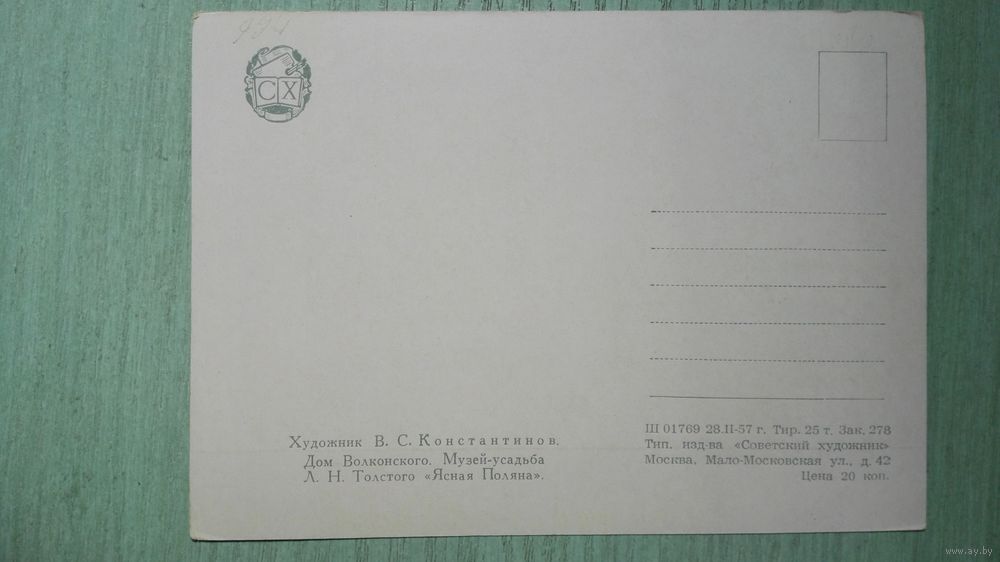 994
СХ
Художник В. С. Константинов.
Дом Волконского. Музей-усадьба
Л. Н. Толстого «Ясная Поляна».
Ш 01769 28.II-57 г. Тир. 25 т. Зак. 278
Тип. изд-ва «Советский художник»
Москва, Мало-Московская ул., д. 42
Цена 20 коп.
www.ay.by